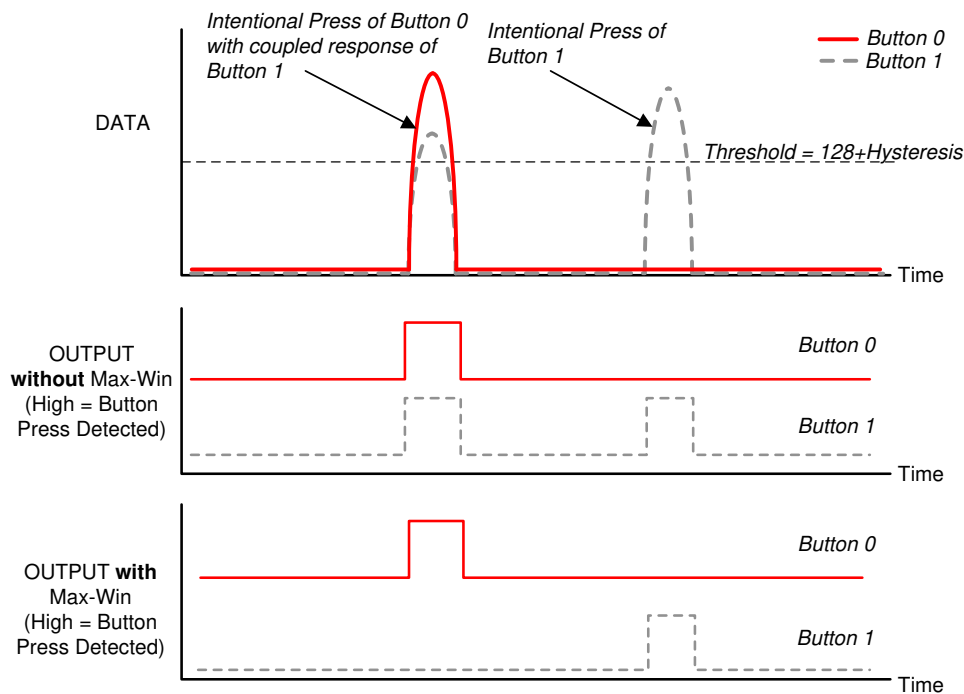 Intentional Press of Button 0
with coupled response of
Button 1
Intentional Press of
Button 1
Button 0
Button 1
DATA
Threshold = 128+Hysteresis
Time
OUTPUT
without Max-Win
(High = Button
Press Detected)
Button 0
Button 1
Time
OUTPUT with
Max-Win
(High = Button
Press Detected)
Button 0
Button 1
Time